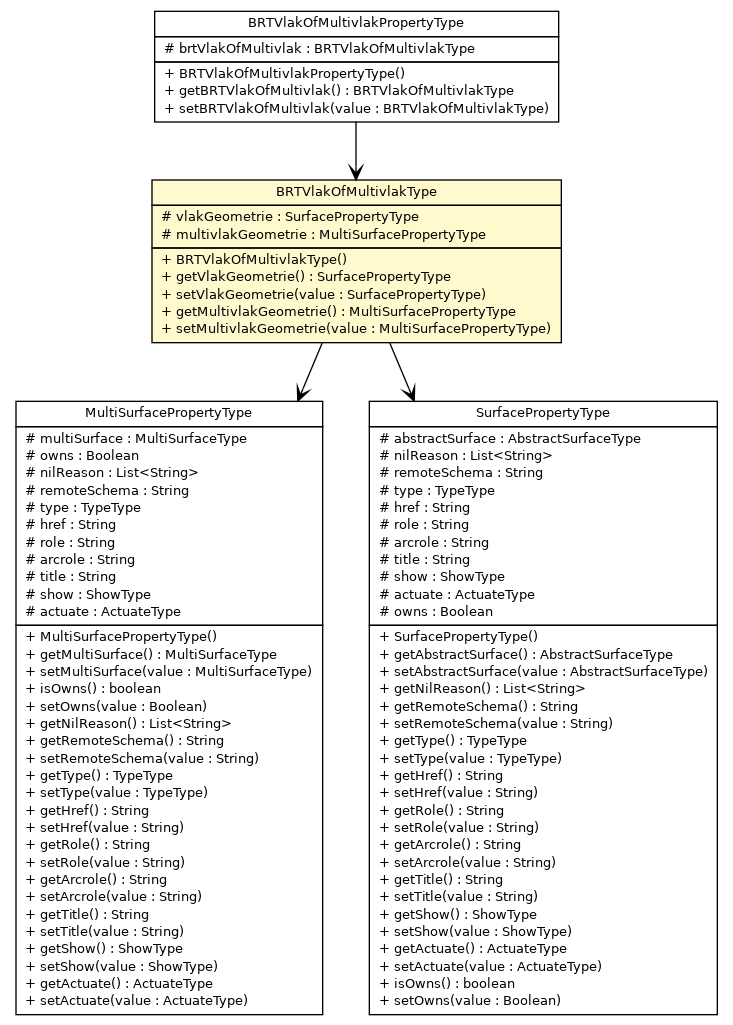 BRTVlakOfMultivlakPropertyType
# brtVlakOfMultivlak : BRTVlakOfMultivlakType
+ BRTVlakOfMultivlakPropertyType()
+ getBRTVlakOfMultivlak() : BRTVlakOfMultivlakType
+ setBRTVlakOfMultivlak(value : BRTVlakOfMultivlakType)
BRTVlakOfMultivlakType
# vlakGeometrie : SurfacePropertyType
# multivlakGeometrie : MultiSurfacePropertyType
+ BRTVlakOfMultivlakType()
+ getVlakGeometrie() : SurfacePropertyType
+ setVlakGeometrie(value : SurfacePropertyType)
+ getMultivlakGeometrie() : MultiSurfacePropertyType
+ setMultivlakGeometrie(value : MultiSurfacePropertyType)
MultiSurfacePropertyType
# multiSurface : MultiSurfaceType
# owns : Boolean
# nilReason : List<String>
# remoteSchema : String
# type : TypeType
# href : String
# role : String
# arcrole : String
# title : String
# show : ShowType
# actuate : ActuateType
+ MultiSurfacePropertyType()
+ getMultiSurface() : MultiSurfaceType
+ setMultiSurface(value : MultiSurfaceType)
+ isOwns() : boolean
+ setOwns(value : Boolean)
+ getNilReason() : List<String>
+ getRemoteSchema() : String
+ setRemoteSchema(value : String)
+ getType() : TypeType
+ setType(value : TypeType)
+ getHref() : String
+ setHref(value : String)
+ getRole() : String
+ setRole(value : String)
+ getArcrole() : String
+ setArcrole(value : String)
+ getTitle() : String
+ setTitle(value : String)
+ getShow() : ShowType
+ setShow(value : ShowType)
+ getActuate() : ActuateType
+ setActuate(value : ActuateType)
SurfacePropertyType
# abstractSurface : AbstractSurfaceType
# nilReason : List<String>
# remoteSchema : String
# type : TypeType
# href : String
# role : String
# arcrole : String
# title : String
# show : ShowType
# actuate : ActuateType
# owns : Boolean
+ SurfacePropertyType()
+ getAbstractSurface() : AbstractSurfaceType
+ setAbstractSurface(value : AbstractSurfaceType)
+ getNilReason() : List<String>
+ getRemoteSchema() : String
+ setRemoteSchema(value : String)
+ getType() : TypeType
+ setType(value : TypeType)
+ getHref() : String
+ setHref(value : String)
+ getRole() : String
+ setRole(value : String)
+ getArcrole() : String
+ setArcrole(value : String)
+ getTitle() : String
+ setTitle(value : String)
+ getShow() : ShowType
+ setShow(value : ShowType)
+ getActuate() : ActuateType
+ setActuate(value : ActuateType)
+ isOwns() : boolean
+ setOwns(value : Boolean)